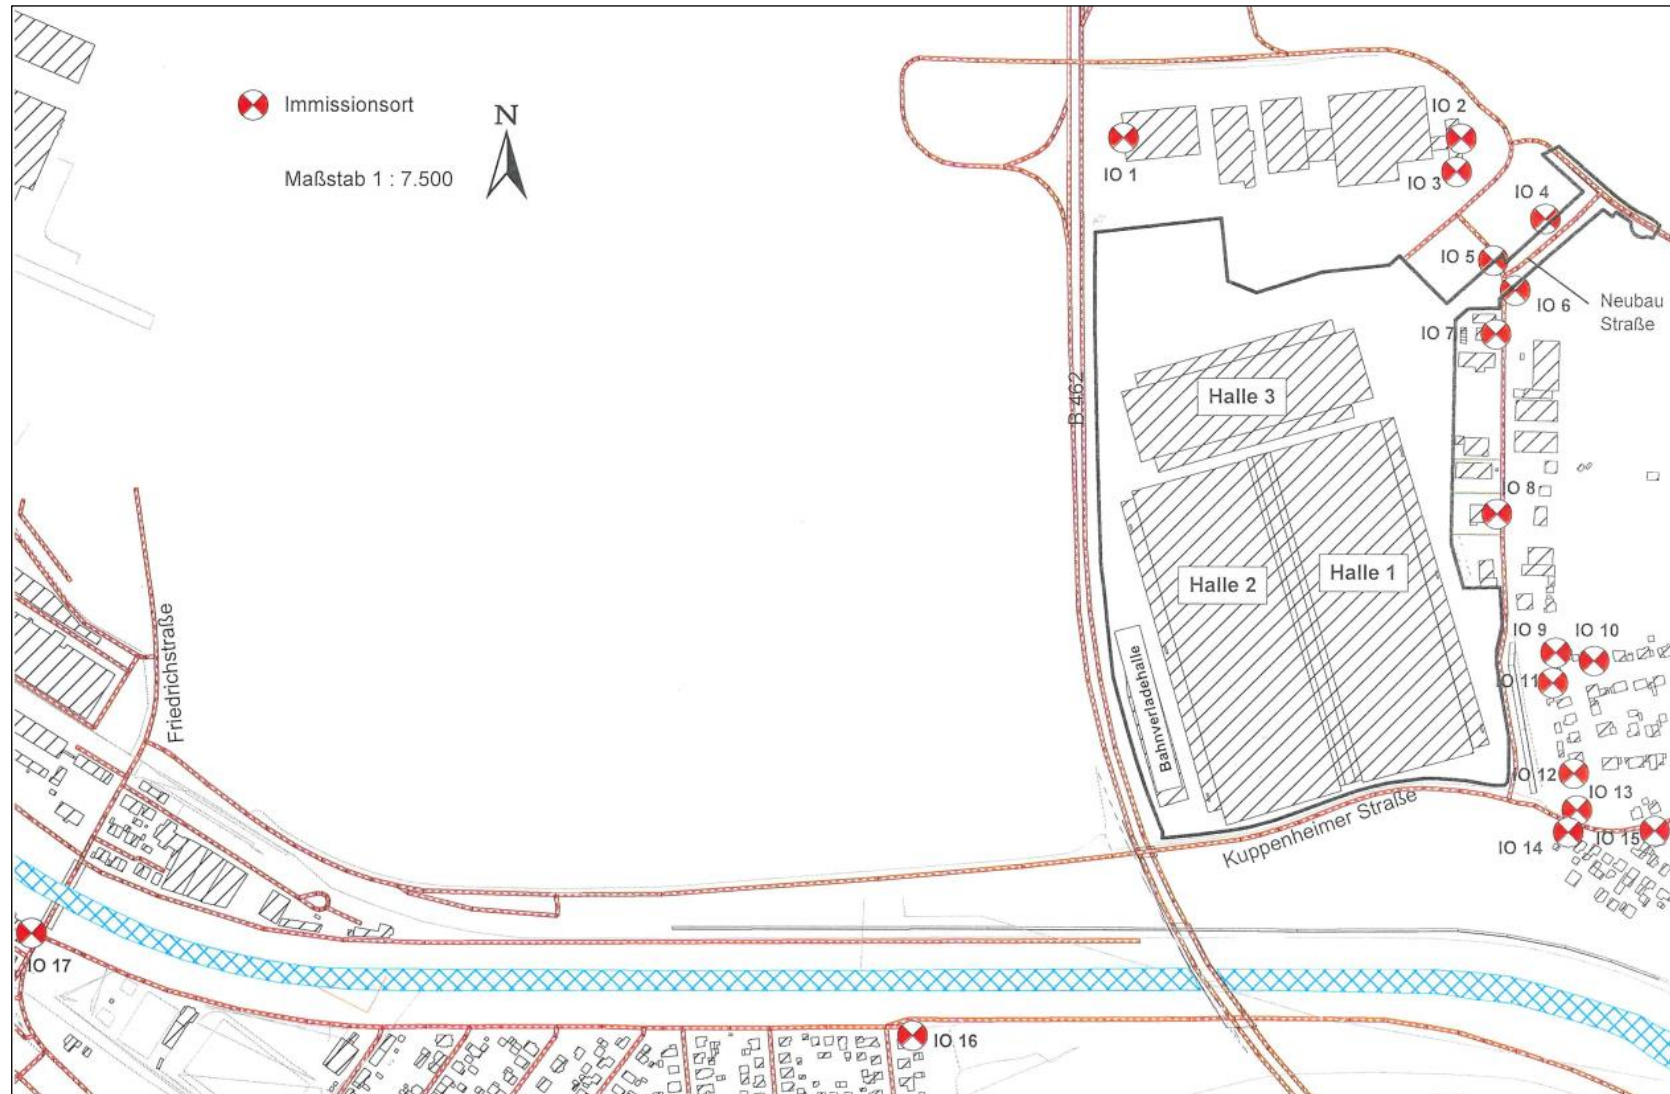 Immissionsort
N
Maßstab 1 : 7.500
IO 1
IO 2
IO 3
IO 4
IO 5
IO 6
Neubau
Straße
IO 7
B 462
Halle 3
IO 8
Halle 2
Halle 1
Friedrichstraße
Bahnverladehalle
IO 9
IO 10
IO 11
IO 12
IO 13
IO 14
IO 15
Kuppenheimer Straße
IO 17
IO 16